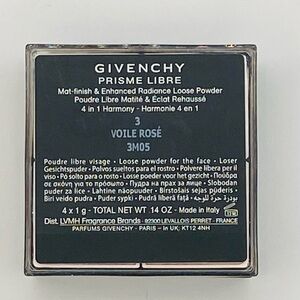 GIVENCHY
PRISME LIBRE
Mat-finish & Enhanced Radiance Loose Powder
Poudre Libre Matité & Éclat Rehaussé
4 in 1 Harmony - Harmonie 4 en 1
3
VOILE ROSÉ
3M05
Poudre libre visage • Loose powder for the face • Loser
Gesichtspuder • Polvos sueltos para el rostro • Polvere libera per il
viso • Pó solto para o rosto • Losse poeder voor het gezicht • Πούδρα
σε σκόνη για το πρόσωπο • Пудра на прах за лице • Slobodan
puder za lice • Lahtine näopuuder • Birstošais sejas pūderis
Biri veido pudra • Puder sypki
4 x 1 g - TOTAL NET WT. .14 OZ - Made in Italy
Dist. LVMH Fragrance Brands - 92300 LEVALLOIS PERRET - FRANCE
PARFUMS GIVENCHY - PARIS - In UK; KT12 4NH